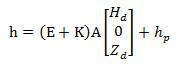 h = (E + K)A [H_d 0 Z_d] + h_p